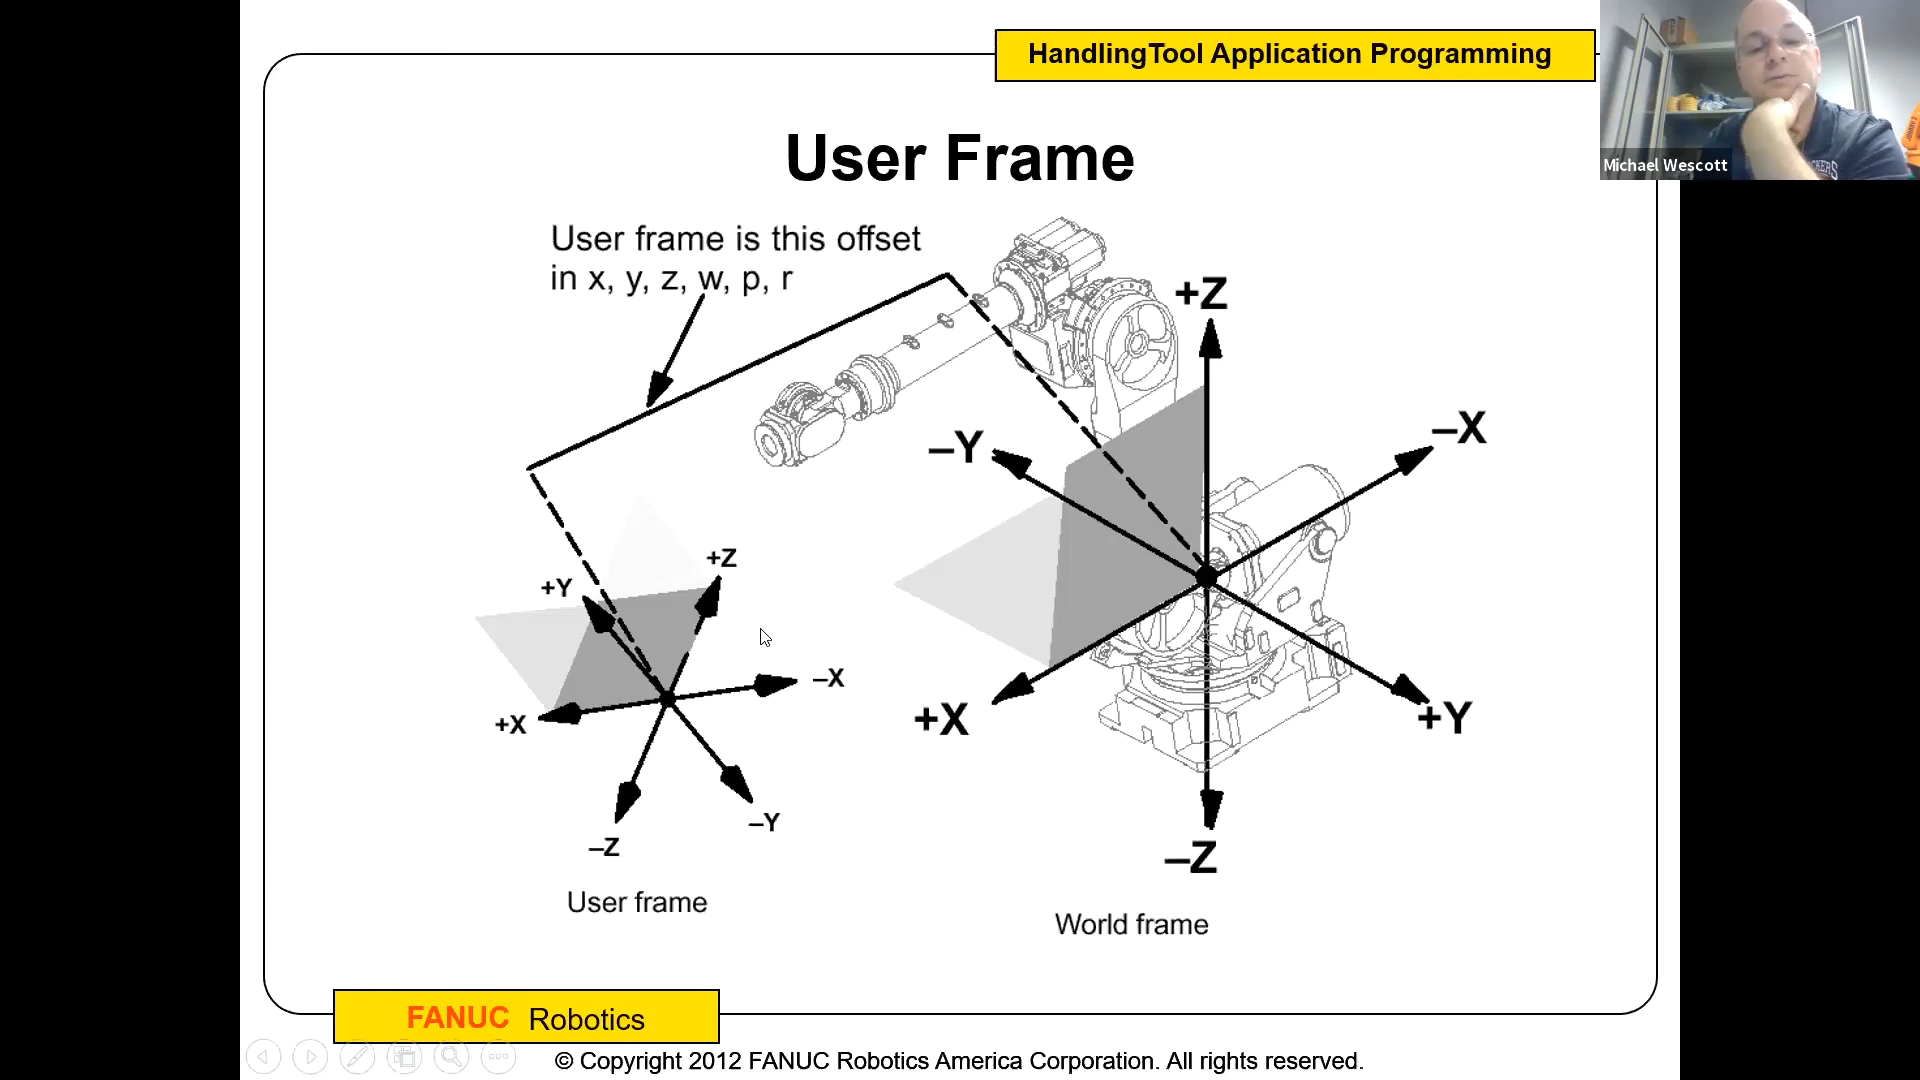 HandlingTool Application Programming
Michael Wescott
User Frame
User frame is this offset
in x, y, z, w, p, r
+Z
–X
–Y
+Z
+Y
–X
+X
+X
+Y
–Y
–Z
–Z
User frame
World frame
FANUC Robotics
© Copyright 2012 FANUC Robotics America Corporation. All rights reserved.